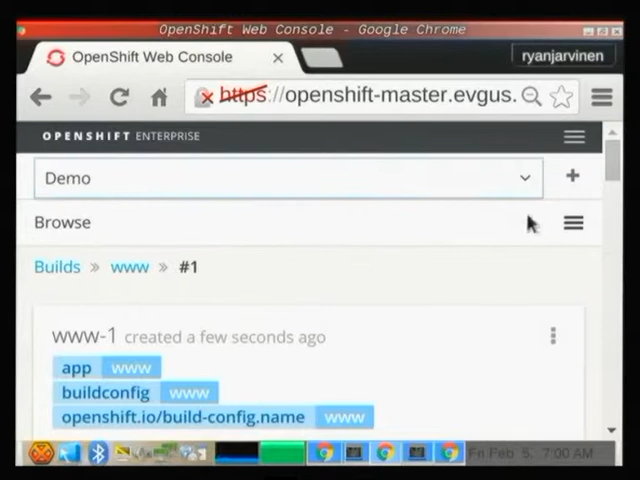 OpenShift Web Console - Google Chrome
OpenShift Web Console
ryanjarvinen
https://openshift-master.evgus.
OPENSHIFT ENTERPRISE
Demo
Browse
Builds » www » #1
www-1 created a few seconds ago
app www
buildconfig www
openshift.io/build-config.name www
Fri Feb 5, 7:00 AM